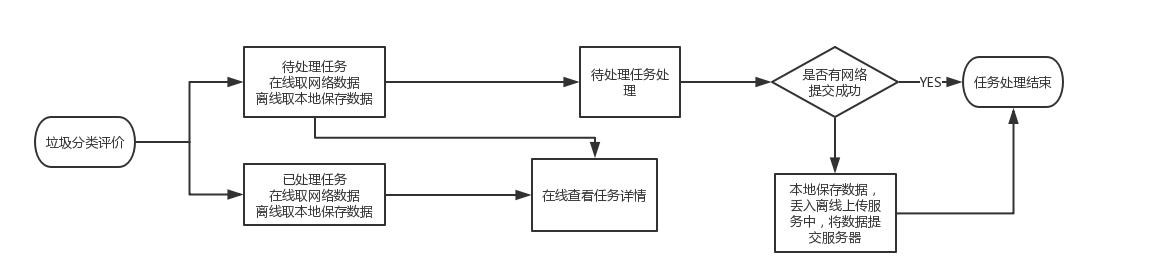 垃圾分类评价
待处理任务
在线取网络数据
离线取本地保存数据
已处理任务
在线取网络数据
离线取本地保存数据
待处理任务处
理
在线查看任务详情
是否有网络
提交成功
YES
任务处理结束
本地保存数据，
丢入离线上传服
务中，将数据提
交服务器